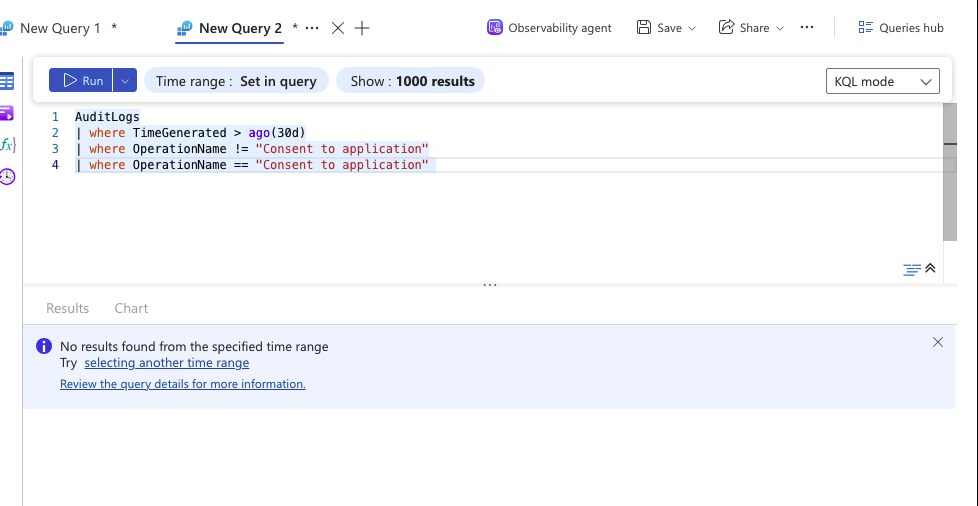 New Query 1 *
New Query 2 * ...
Observability agent
Save
Share
...
Queries hub
Run
Time range : Set in query
Show : 1000 results
KQL mode
1 AuditLogs
2 | where TimeGenerated > ago(30d)
3 | where OperationName != "Consent to application"
4 | where OperationName == "Consent to application"
Results
Chart
No results found from the specified time range
Try selecting another time range
Review the query details for more information.